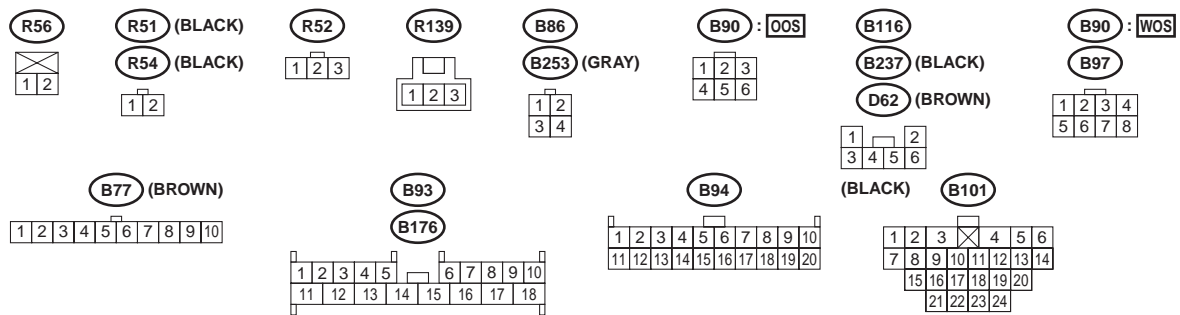 R56 R51 (BLACK) R52 R139 B86 B90 : OOS B116 B90 : WOS
R54 (BLACK) B253 (GRAY) B237 (BLACK) B97
D62 (BROWN)
1 2
1 2
1 2 3
1 2 3
1 2
3 4
1 2 3
4 5 6
1 2
3 4 5 6
1 2 3 4
5 6 7 8
B77 (BROWN) B93 B94 (BLACK) B101
B176
1 2 3 4 5 6 7 8 9 10
1 2 3 4 5 6 7 8 9 10
11 12 13 14 15 16 17 18
1 2 3 4 5 6 7 8 9 10
11 12 13 14 15 16 17 18 19 20
1 2 3 4 5 6
7 8 9 10 11 12 13 14
15 16 17 18 19 20
21 22 23 24